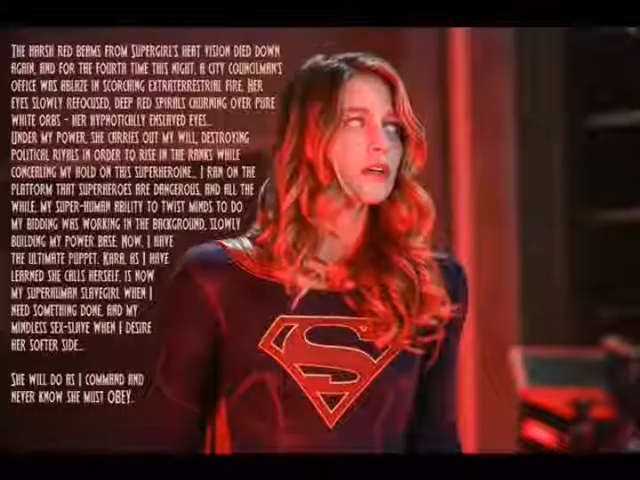 The harsh red beams from Supergirl's heat vision died down
again, and for the fourth time this night, a city councilman's
office was ablaze in scorching extraterrestrial fire. Her
eyes slowly refocused, deep red spirals churning over pure
white orbs - her hypnotically enslaved eyes...
Under my power, she carries out my will, destroying
political rivals in order to rise in the ranks while
concealing my hold on this superheroine... I ran on the
platform that superheroes are dangerous, and all the
while, my super-human ability to twist minds to do
my bidding was working in the background, slowly
building my power base. Now, I have
the ultimate puppet. Kara, as I have
learned she calls herself, is now
my superhuman slavegirl when I
need something done, and my
mindless sex-slave when I desire
her softer side...
She will do as I command and
never know she must OBEY.
S